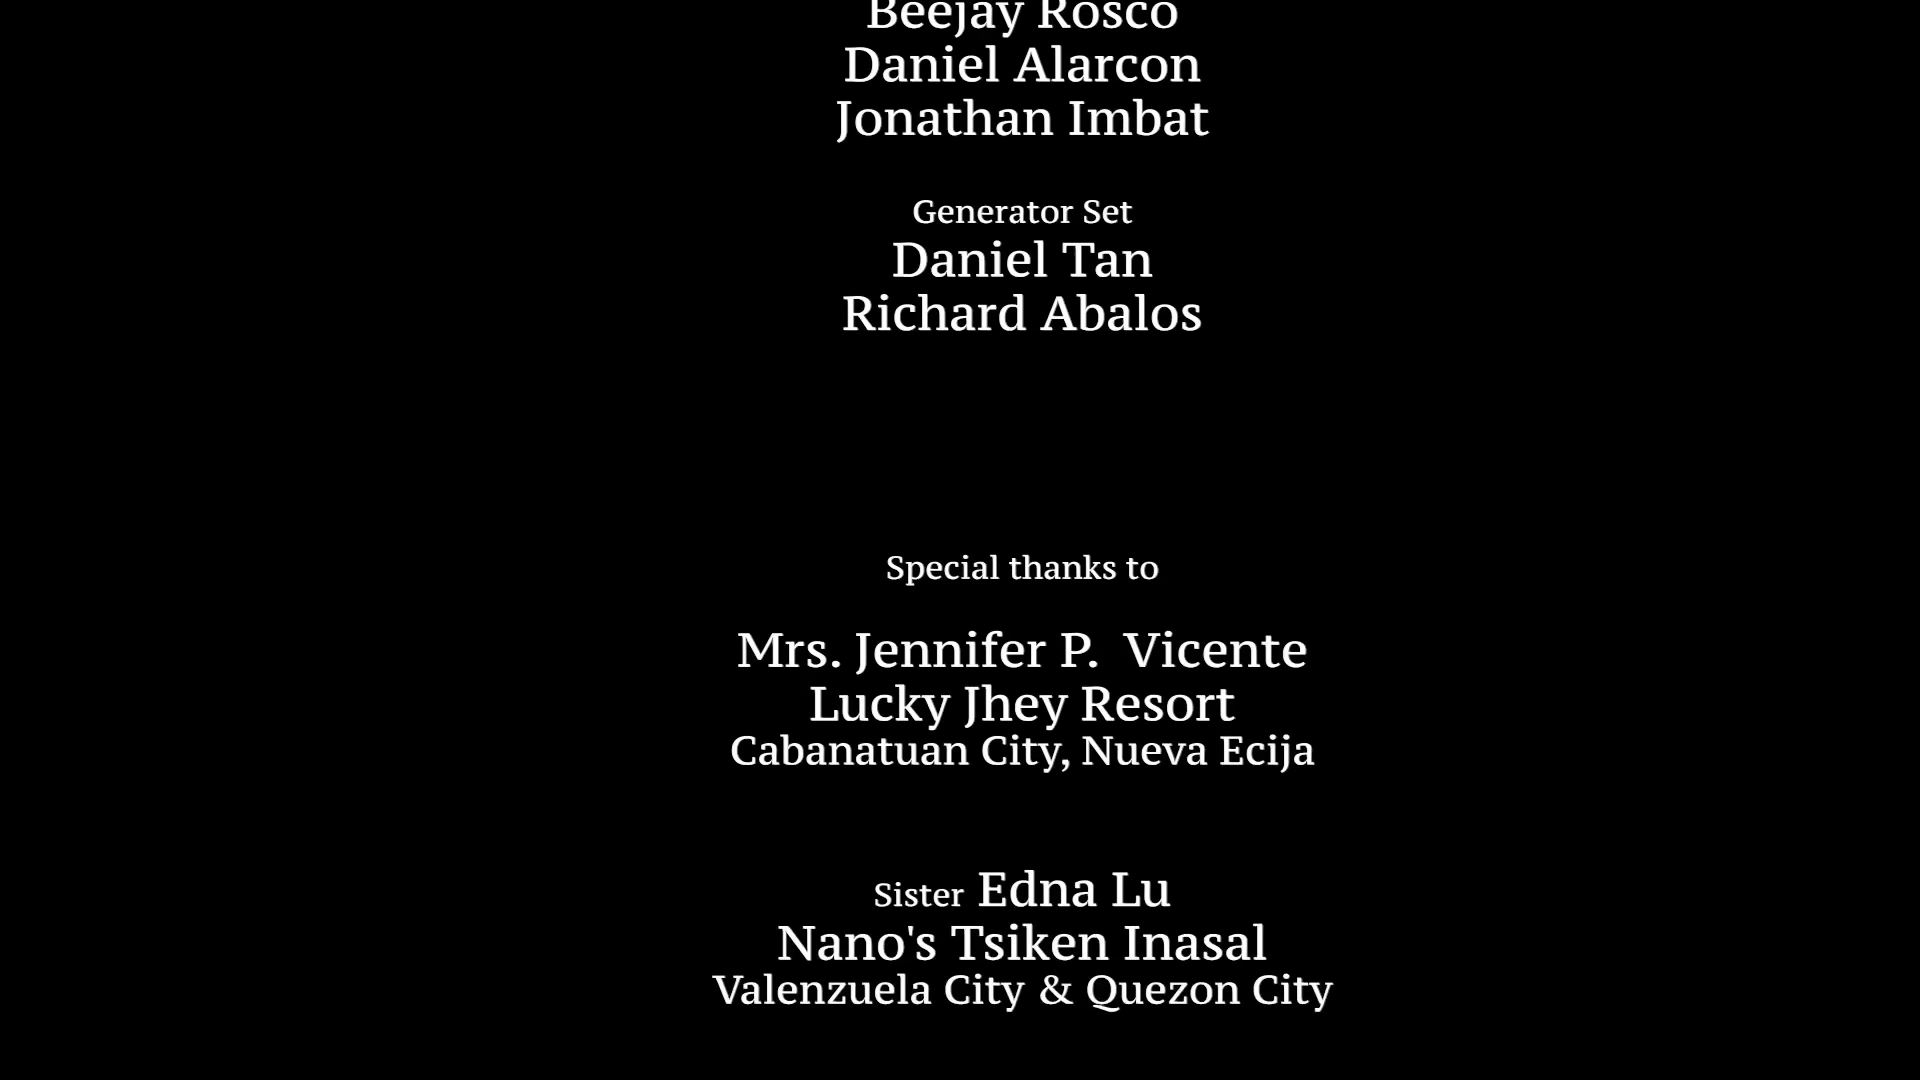 Beejay Rosco
Daniel Alarcon
Jonathan Imbat
Generator Set
Daniel Tan
Richard Abalos
Special thanks to
Mrs. Jennifer P.  Vicente
Lucky Jhey Resort
Cabanatuan City, Nueva Ecija
Sister Edna Lu
Nano's Tsiken Inasal
Valenzuela City & Quezon City